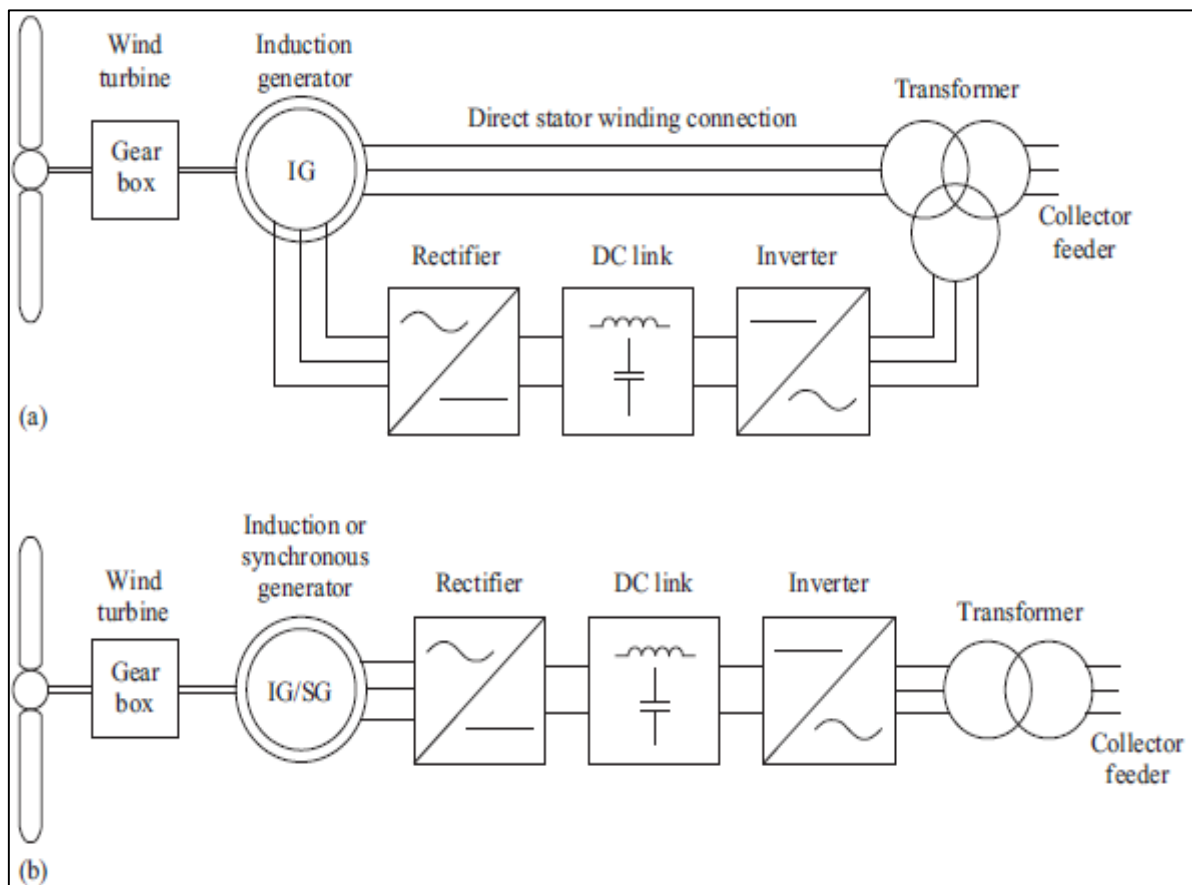 Wind
turbine
Induction
generator
Transformer
Direct stator winding connection
Gear
box
IG
Collector
feeder
Rectifier
DC link
Inverter
(a)
Induction or
synchronous
generator
Wind
turbine
Rectifier
DC link
Inverter
Transformer
Gear
box
IG/SG
Collector
feeder
(b)